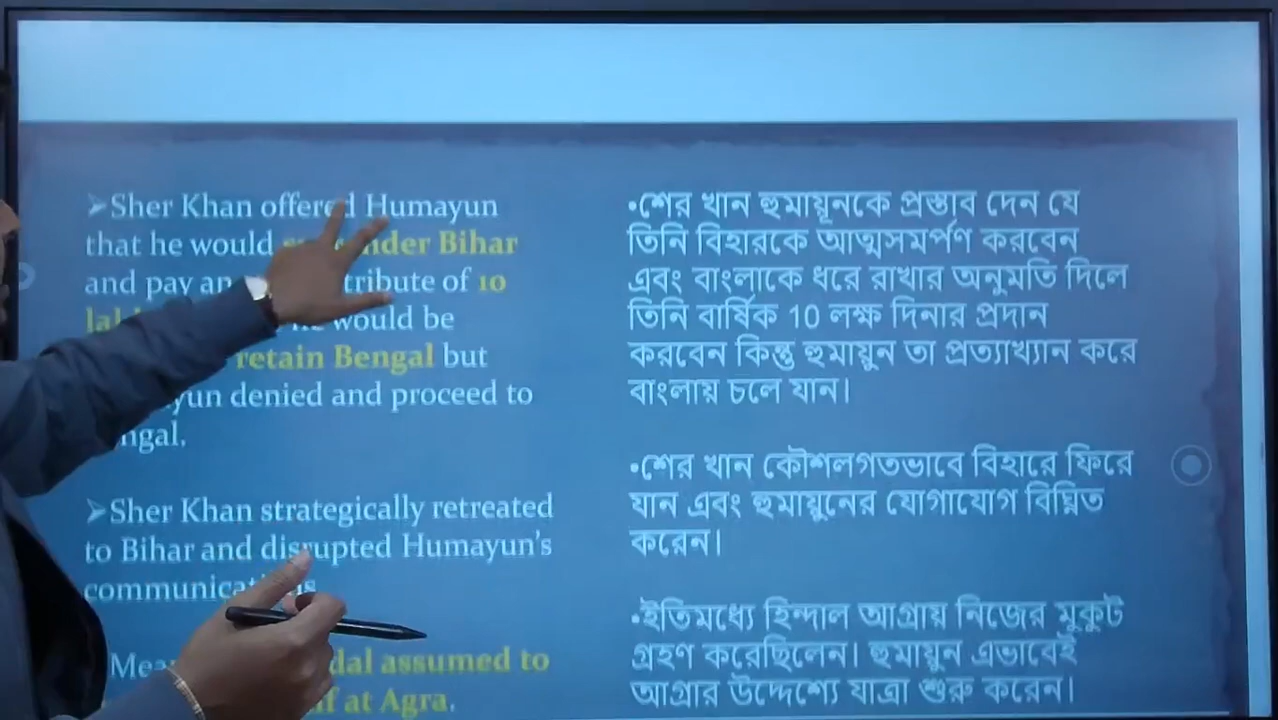 ➢Sher Khan offered Humayun
that he would Bihar
and pay an tribute of 10
would be
retain Bengal but
denied and proceed to
➢Sher Khan strategically retreated
to Bihar and disrupted Humayun's
assumed to
at Agra.
•শের খান হুমায়ূনকে প্রস্তাব দেন যে
তিনি বিহারকে আত্মসমর্পণ করবেন
এবং বাংলাকে ধরে রাখার অনুমতি দিলে
তিনি বার্ষিক 10 লক্ষ দিনার প্রদান
করবেন কিন্তু হুমায়ুন তা প্রত্যাখ্যান করে
বাংলায় চলে যান।
•শের খান কৌশলগতভাবে বিহারে ফিরে
যান এবং হুমায়ুনের যোগাযোগ বিঘ্নিত
করেন।
•ইতিমধ্যে হিন্দাল আগ্রায় নিজের মুকুট
গ্রহণ করেছিলেন। হুমায়ুন এভাবেই
আগ্রার উদ্দেশ্যে যাত্রা শুরু করেন।